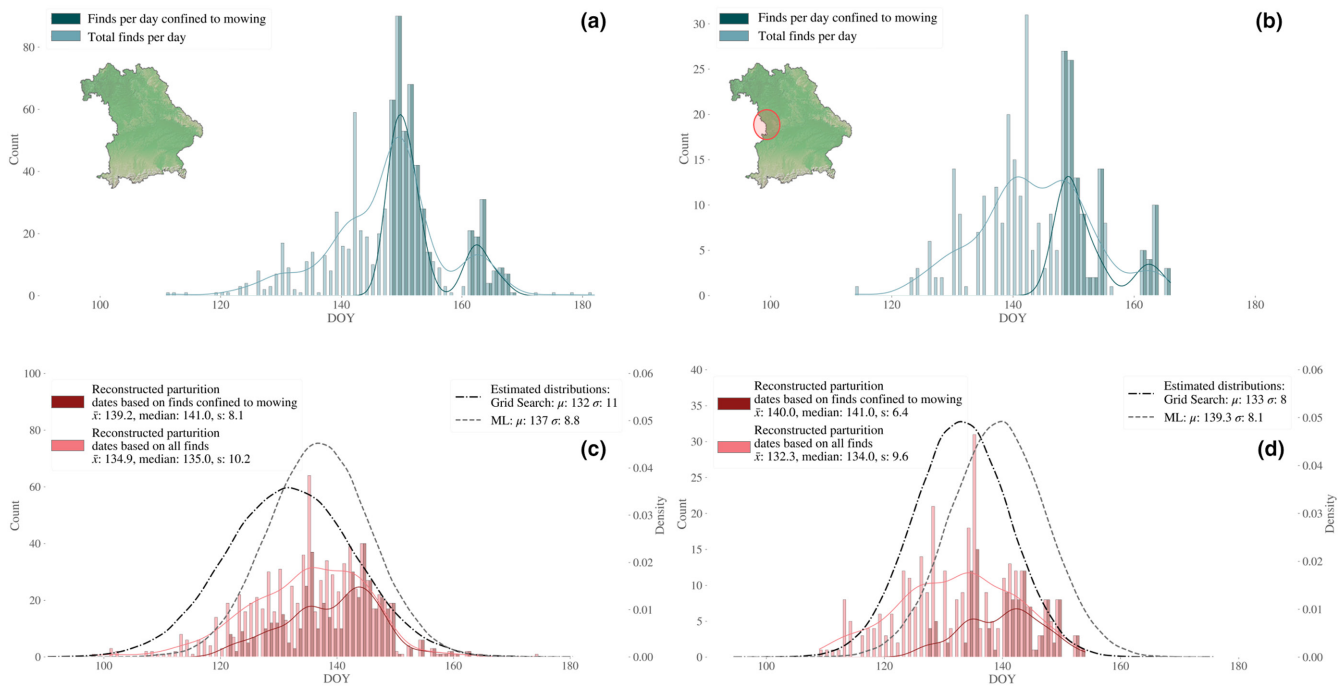 Finds per day confined to mowing
Total finds per day
(a)
80
60
40
20
0
Count
100
120
140
160
180
DOY
Finds per day confined to mowing
Total finds per day
(b)
30
25
20
15
10
5
0
Count
100
120
140
160
180
DOY
Reconstructed parturition
dates based on finds confined to mowing
x̄: 139.2, median: 141.0, s: 8.1
Reconstructed parturition
dates based on all finds
x̄: 134.9, median: 135.0, s: 10.2
Estimated distributions:
Grid Search: μ: 132 σ: 11
ML: μ: 137 σ: 8.8
(c)
100
80
60
40
20
0
Count
0.06
0.05
0.04
0.03
0.02
0.01
0.00
Density
100
120
140
160
180
DOY
Reconstructed parturition
dates based on finds confined to mowing
x̄: 140.0, median: 141.0, s: 6.4
Reconstructed parturition
dates based on all finds
x̄: 132.3, median: 134.0, s: 9.6
Estimated distributions:
Grid Search: μ: 133 σ: 8
ML: μ: 139.3 σ: 8.1
(d)
40
35
30
25
20
15
10
5
0
Count
0.06
0.05
0.04
0.03
0.02
0.01
0.00
Density
100
120
140
160
180
DOY